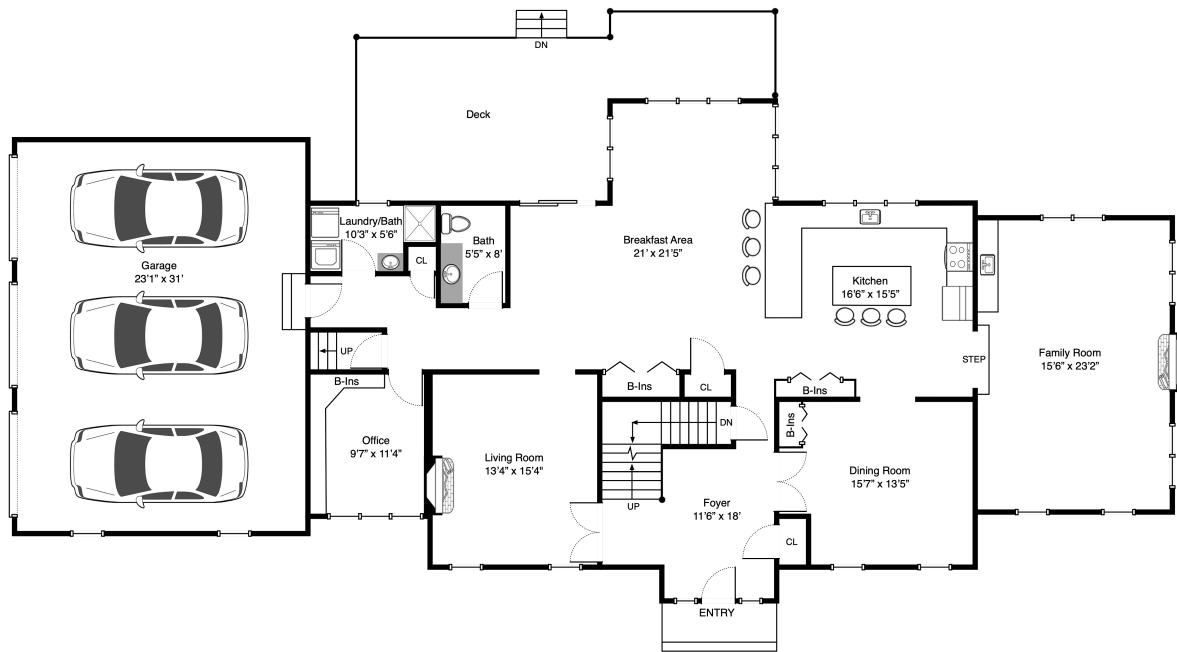 DN
Deck
Laundry/Bath
10'3" x 5'6"
Bath
5'5" x 8'
CL
Breakfast Area
21' x 21'5"
Garage
23'1" x 31'
Kitchen
16'6" x 15'5"
UP
STEP
Family Room
15'6" x 23'2"
B-Ins
B-Ins
CL
B-Ins
B-Ins
DN
Office
9'7" x 11'4"
Living Room
13'4" x 15'4"
Dining Room
15'7" x 13'5"
UP
Foyer
11'6" x 18'
CL
ENTRY